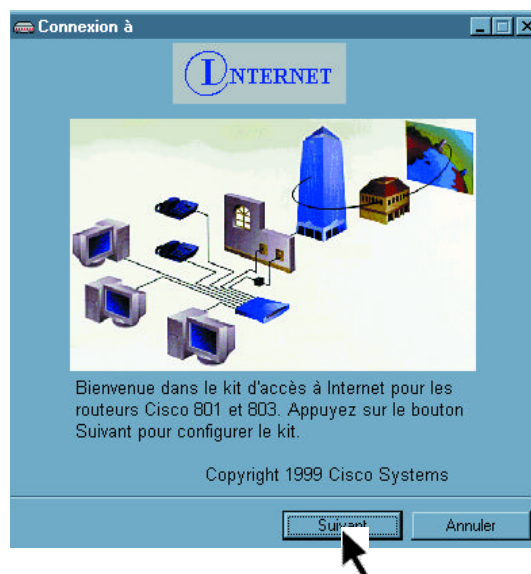 Connexion à
INTERNET
Bienvenue dans le kit d'accès à Internet pour les
routeurs Cisco 801 et 803. Appuyez sur le bouton
Suivant pour configurer le kit.
Copyright 1999 Cisco Systems
Suivant
Annuler